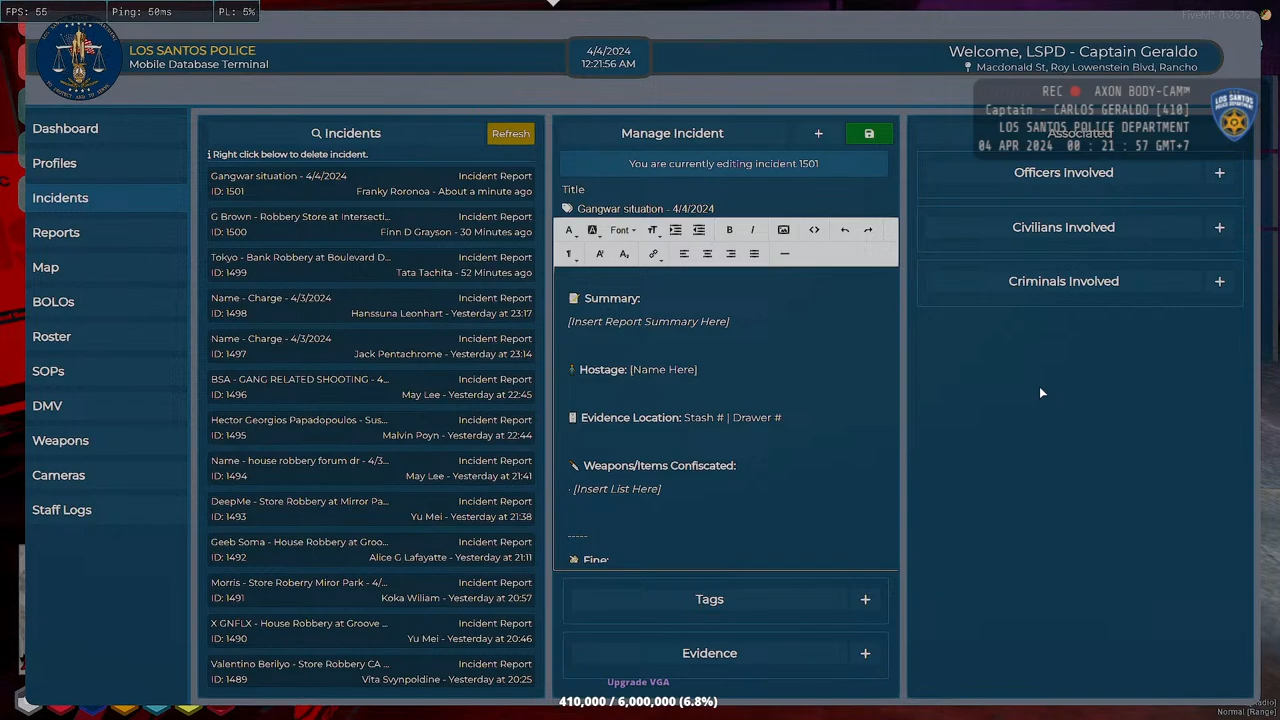 FPS: 55
Ping: 50ms
PL: 5%
LOS SANTOS POLICE
Mobile Database Terminal
4/4/2024
12:21:56 AM
Welcome, LSPD - Captain Geraldo
Macdonald St, Roy Lowenstein Blvd, Rancho
REC AXON BODY-CAM™
Captain - CARLOS GERALDO [410]
LOS SANTOS POLICE DEPARTMENT
04 APR 2024 00 : 21 : 57 GMT+7
LOS SANTOS
Dashboard
Profiles
Incidents
Reports
Map
BOLOs
Roster
SOPs
DMV
Weapons
Cameras
Staff Logs
Incidents
Refresh
Right click below to delete incident.
Gangwar situation - 4/4/2024 Incident Report
ID: 1501 Franky Roronoa - About a minute ago
G Brown - Robbery Store at Intersecti... Incident Report
ID: 1500 Finn D Grayson - 30 Minutes ago
Tokyo - Bank Robbery at Boulevard D... Incident Report
ID: 1499 Tata Tachita - 52 Minutes ago
Name - Charge - 4/3/2024 Incident Report
ID: 1498 Hanssuna Leonhart - Yesterday at 23:17
Name - Charge - 4/3/2024 Incident Report
ID: 1497 Jack Pentachrome - Yesterday at 23:14
BSA - GANG RELATED SHOOTING - 4... Incident Report
ID: 1496 May Lee - Yesterday at 22:45
Hector Georgios Papadopoulos - Sus... Incident Report
ID: 1495 Malvin Poyn - Yesterday at 22:44
Name - house robbery forum dr - 4/3... Incident Report
ID: 1494 May Lee - Yesterday at 21:41
DeepMe - Store Robbery at Mirror Pa... Incident Report
ID: 1493 Yu Mei - Yesterday at 21:38
Geeb Soma - House Robbery at Groo... Incident Report
ID: 1492 Alice G Lafayatte - Yesterday at 21:11
Morris - Store Roberry Miror Park - 4/... Incident Report
ID: 1491 Koka Wiliam - Yesterday at 20:57
X GNFLX - House Robbery at Groove ... Incident Report
ID: 1490 Yu Mei - Yesterday at 20:46
Valentino Berilyo - Store Robbery CA ... Incident Report
ID: 1489 Vita Svynpoldine - Yesterday at 20:25
Manage Incident
You are currently editing incident 1501
Title
Gangwar situation - 4/4/2024
Font
Summary:
[Insert Report Summary Here]
Hostage: [Name Here]
Evidence Location: Stash # | Drawer #
Weapons/Items Confiscated:
· [Insert List Here]
-----
Fine:
Tags
Evidence
Associated
Officers Involved
Civilians Involved
Criminals Involved
Upgrade VGA
410,000 / 6,000,000 (6.8%)
Normal [Range]